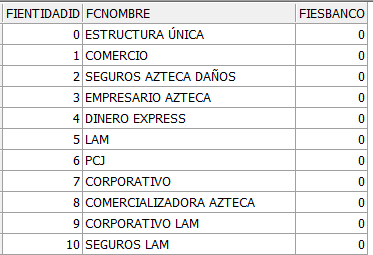 FIENTIDADID FCNOMBRE FIESBANCO
0 ESTRUCTURA ÚNICA 0
1 COMERCIO 0
2 SEGUROS AZTECA DAÑOS 0
3 EMPRESARIO AZTECA 0
4 DINERO EXPRESS 0
5 LAM 0
6 PCJ 0
7 CORPORATIVO 0
8 COMERCIALIZADORA AZTECA 0
9 CORPORATIVO LAM 0
10 SEGUROS LAM 0